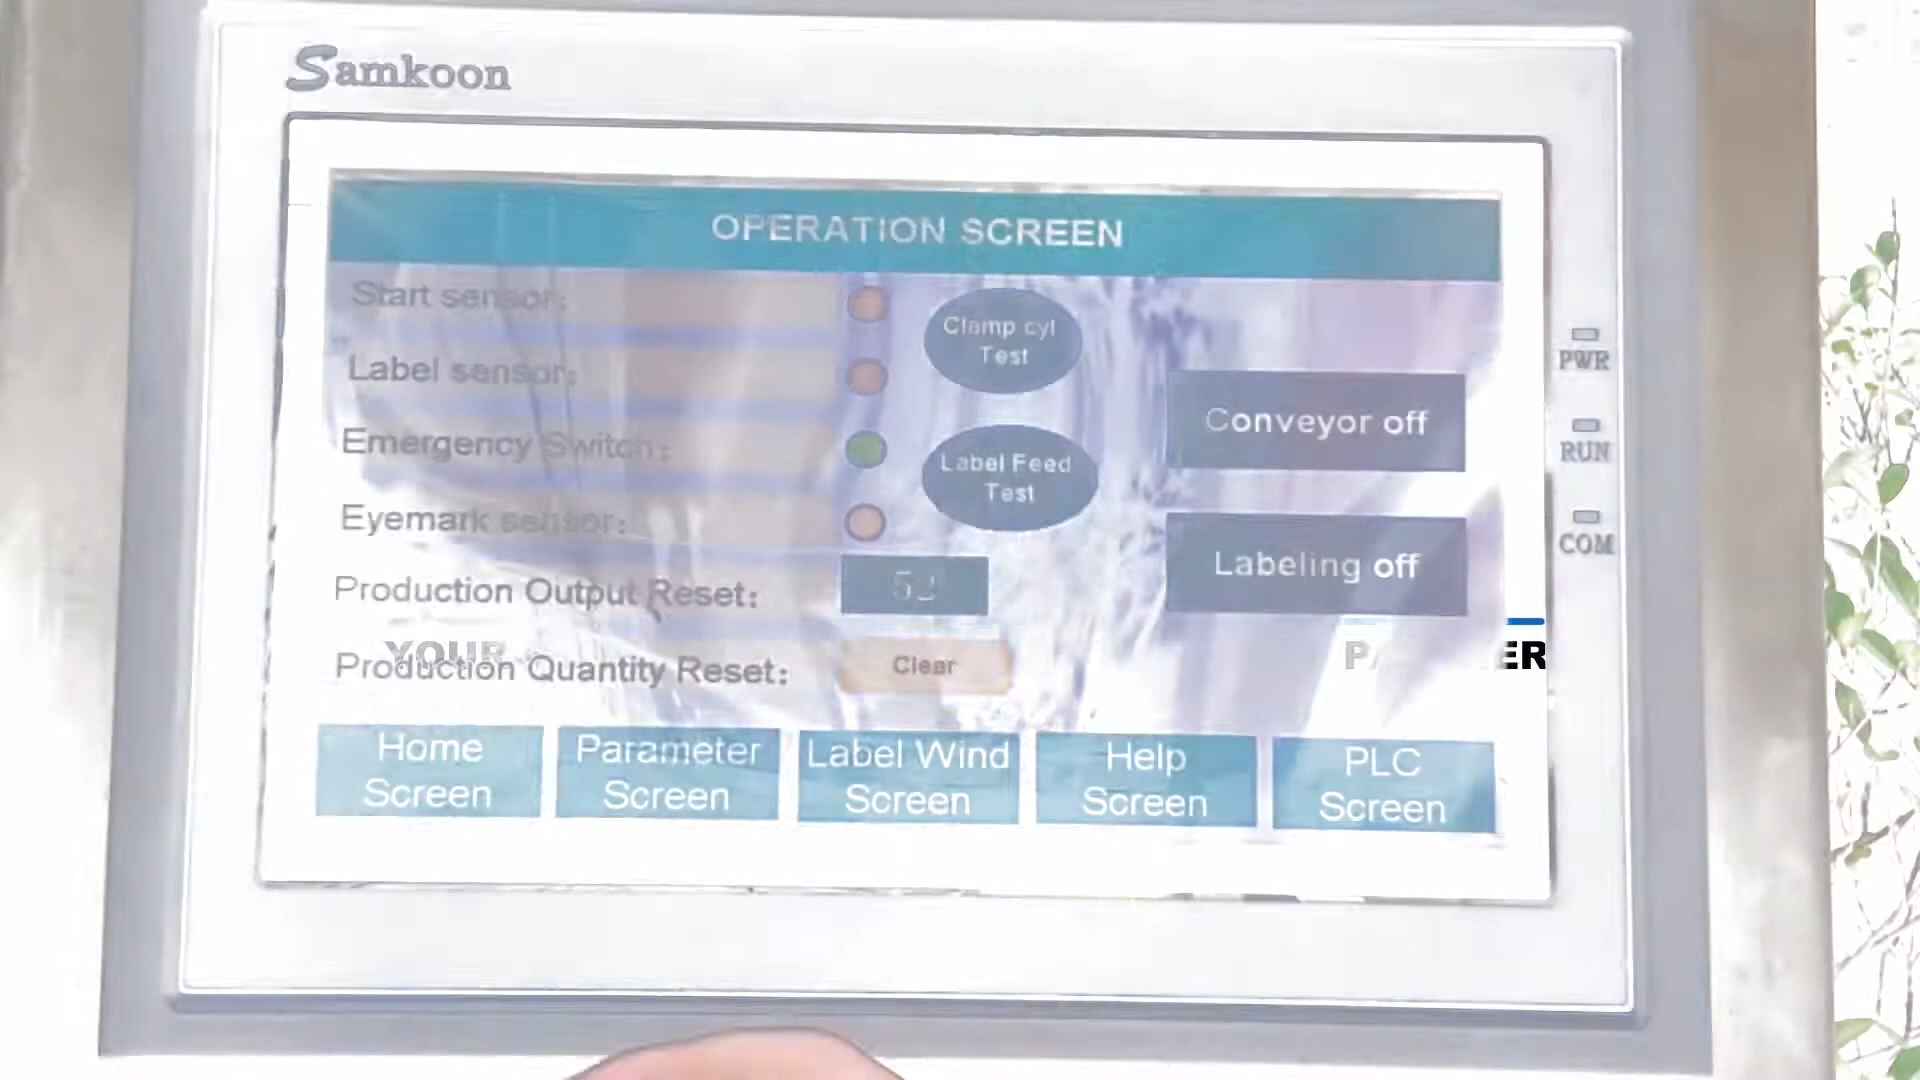 Samkoon
OPERATION SCREEN
Start sensor:
Clamp cyl
Test
Label sensor:
Conveyor off
Emergency Switch:
Label Feed
Test
Eyemark sensor:
Labeling off
Production Output Reset:
52
Production Quantity Reset:
Clear
YOUR
Home
Screen
Parameter
Screen
Label Wind
Screen
Help
Screen
PLC
Screen
PWR
RUN
COM